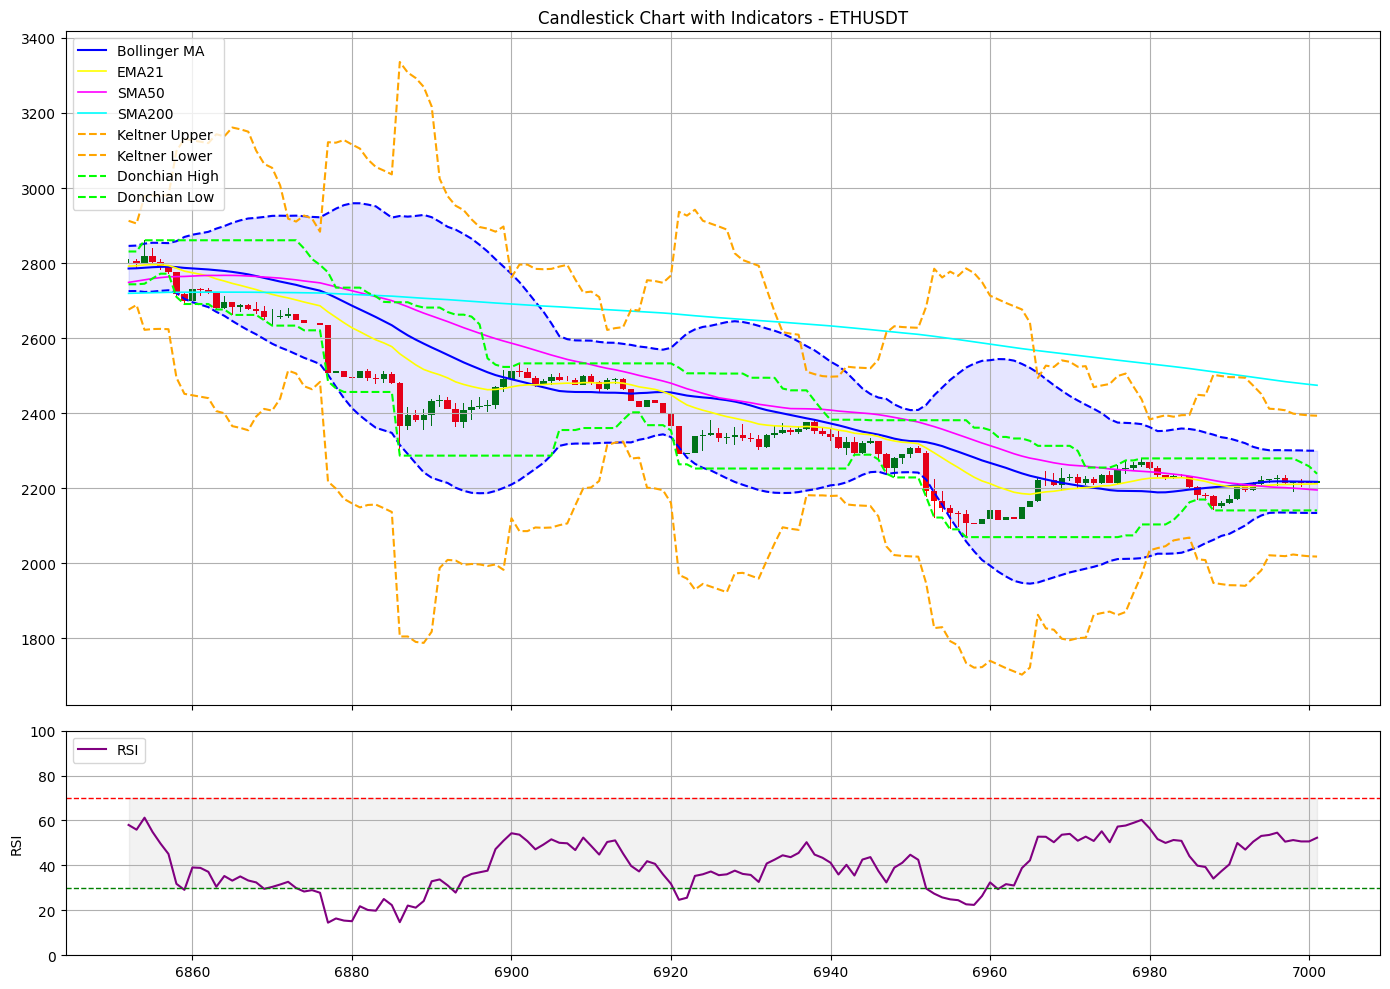 Candlestick Chart with Indicators - ETHUSDT
3400
3200
3000
2800
2600
2400
2200
2000
1800
Bollinger MA
EMA21
SMA50
SMA200
Keltner Upper
Keltner Lower
Donchian High
Donchian Low
100
80
60
40
20
0
RSI
RSI
6860 6880 6900 6920 6940 6960 6980 7000